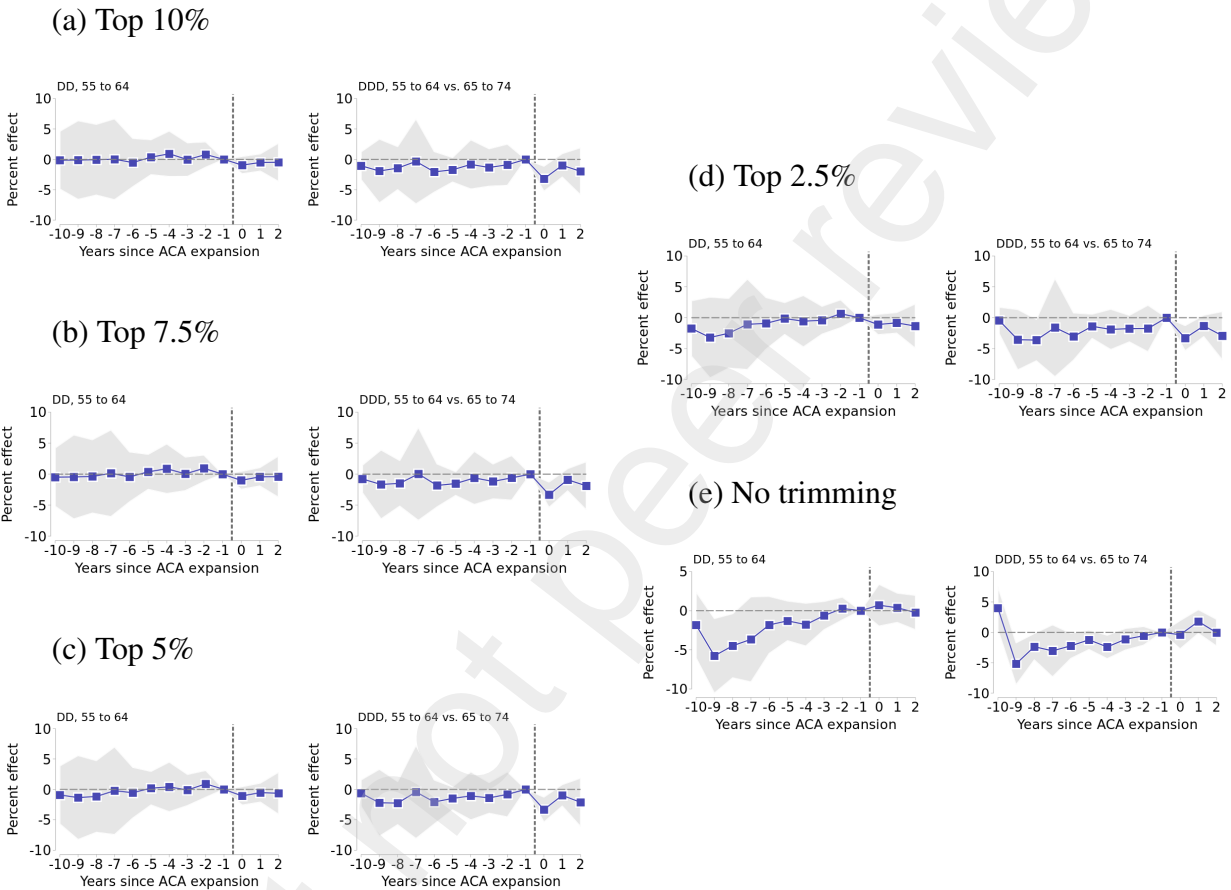 (a) Top 10%
DD, 55 to 64
Percent effect
10
5
0
-5
-10
-10 -9 -8 -7 -6 -5 -4 -3 -2 -1 0 1 2
Years since ACA expansion
DDD, 55 to 64 vs. 65 to 74
Percent effect
10
5
0
-5
-10
-10 -9 -8 -7 -6 -5 -4 -3 -2 -1 0 1 2
Years since ACA expansion
(b) Top 7.5%
DD, 55 to 64
Percent effect
10
5
0
-5
-10
-10 -9 -8 -7 -6 -5 -4 -3 -2 -1 0 1 2
Years since ACA expansion
DDD, 55 to 64 vs. 65 to 74
Percent effect
10
5
0
-5
-10
-10 -9 -8 -7 -6 -5 -4 -3 -2 -1 0 1 2
Years since ACA expansion
(c) Top 5%
DD, 55 to 64
Percent effect
10
5
0
-5
-10
-10 -9 -8 -7 -6 -5 -4 -3 -2 -1 0 1 2
Years since ACA expansion
DDD, 55 to 64 vs. 65 to 74
Percent effect
10
5
0
-5
-10
-10 -9 -8 -7 -6 -5 -4 -3 -2 -1 0 1 2
Years since ACA expansion
(d) Top 2.5%
DD, 55 to 64
Percent effect
10
5
0
-5
-10
-10 -9 -8 -7 -6 -5 -4 -3 -2 -1 0 1 2
Years since ACA expansion
DDD, 55 to 64 vs. 65 to 74
Percent effect
10
5
0
-5
-10
-10 -9 -8 -7 -6 -5 -4 -3 -2 -1 0 1 2
Years since ACA expansion
(e) No trimming
DD, 55 to 64
Percent effect
5
0
-5
-10
-10 -9 -8 -7 -6 -5 -4 -3 -2 -1 0 1 2
Years since ACA expansion
DDD, 55 to 64 vs. 65 to 74
Percent effect
10
5
0
-5
-10
-10 -9 -8 -7 -6 -5 -4 -3 -2 -1 0 1 2
Years since ACA expansion
not peer review